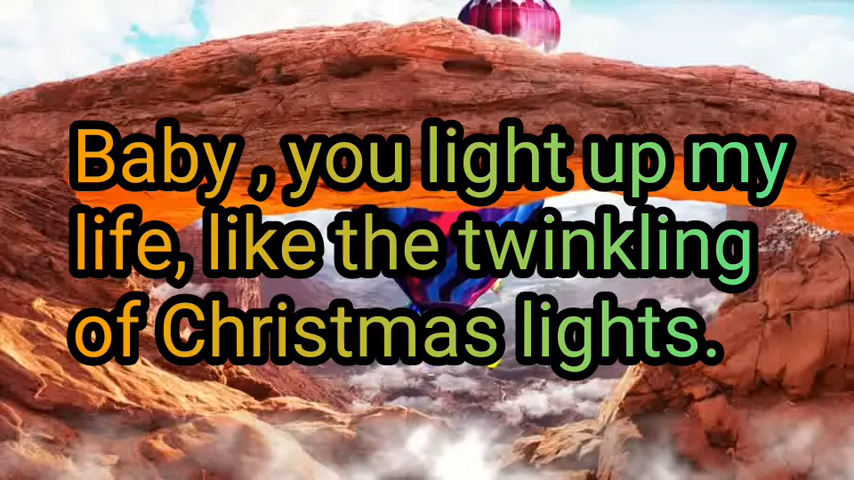 Baby , you light up my
life, like the twinkling
of Christmas lights.